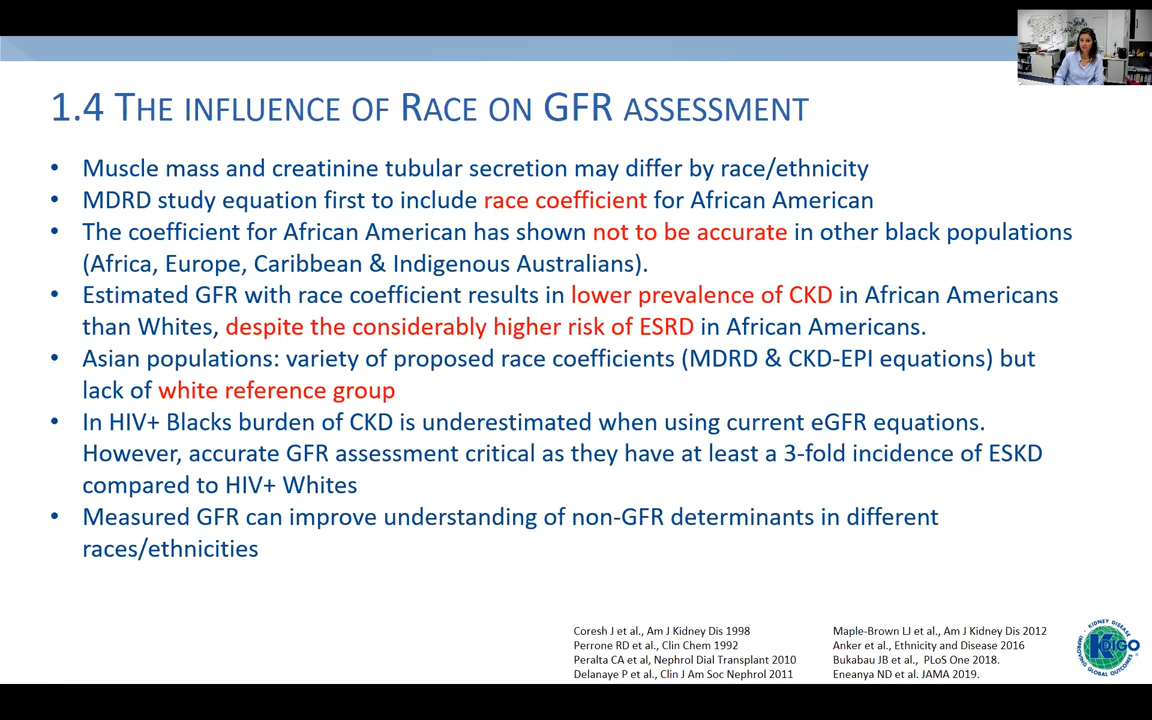 1.4 THE INFLUENCE OF RACE ON GFR ASSESSMENT
• Muscle mass and creatinine tubular secretion may differ by race/ethnicity
• MDRD study equation first to include race coefficient for African American
• The coefficient for African American has shown not to be accurate in other black populations
(Africa, Europe, Caribbean & Indigenous Australians).
• Estimated GFR with race coefficient results in lower prevalence of CKD in African Americans
than Whites, despite the considerably higher risk of ESRD in African Americans.
• Asian populations: variety of proposed race coefficients (MDRD & CKD-EPI equations) but
lack of white reference group
• In HIV+ Blacks burden of CKD is underestimated when using current eGFR equations.
However, accurate GFR assessment critical as they have at least a 3-fold incidence of ESKD
compared to HIV+ Whites
• Measured GFR can improve understanding of non-GFR determinants in different
races/ethnicities
Coresh J et al., Am J Kidney Dis 1998
Perrone RD et al., Clin Chem 1992
Peralta CA et al, Nephrol Dial Transplant 2010
Delanaye P et al., Clin J Am Soc Nephrol 2011
Maple-Brown LJ et al., Am J Kidney Dis 2012
Anker et al., Ethnicity and Disease 2016
Bukabau JB et al., PLoS One 2018.
Eneanya ND et al. JAMA 2019.
KIDNEY DISEASE
KDIGO
IMPROVING GLOBAL OUTCOMES